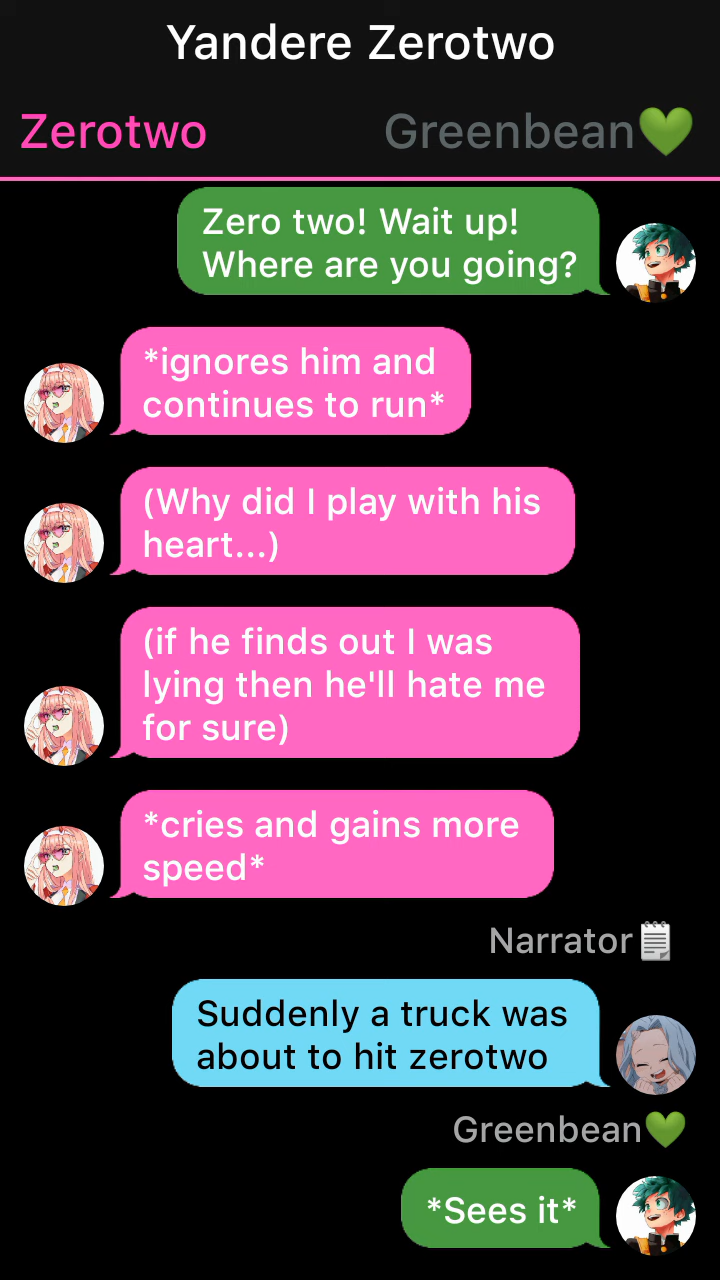 Yandere Zerotwo
Zerotwo
Greenbean💚
Zero two! Wait up!
Where are you going?
*ignores him and
continues to run*
(Why did I play with his
heart...)
(if he finds out I was
lying then he'll hate me
for sure)
*cries and gains more
speed*
Narrator🗒
Suddenly a truck was
about to hit zerotwo
Greenbean💚
*Sees it*